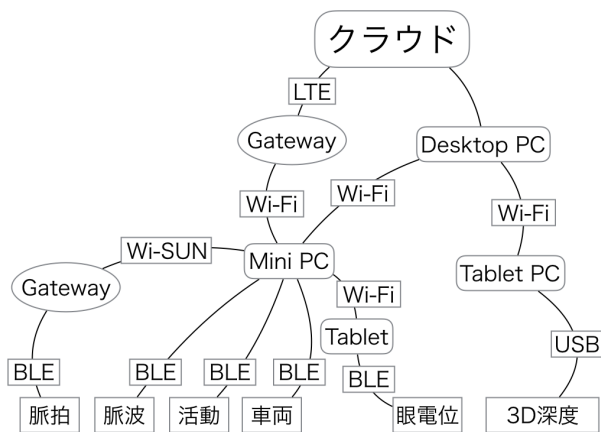 クラウド
LTE
Gateway
Desktop PC
Wi-Fi
Wi-Fi
Wi-Fi
Wi-SUN
Mini PC
Tablet PC
Gateway
Wi-Fi
Tablet
USB
BLE
BLE
BLE
BLE
BLE
脈拍
脈波
活動
車両
眼電位
3D深度